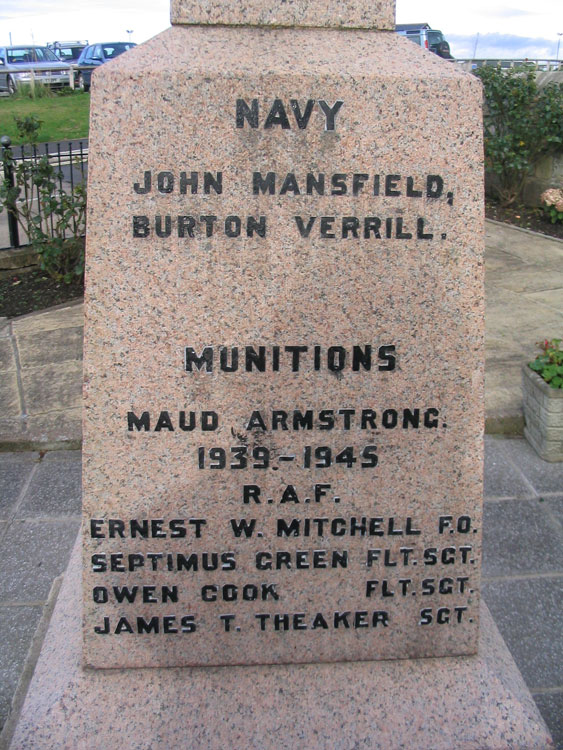 NAVY
JOHN MANSFIELD,
BURTON VERRILL.
MUNITIONS
MAUD ARMSTRONG.
1939.-1945
R.A.F.
ERNEST W. MITCHELL F.O.
SEPTIMUS GREEN FLT.SGT.
OWEN COOK FLT.SGT.
JAMES T. THEAKER SGT.